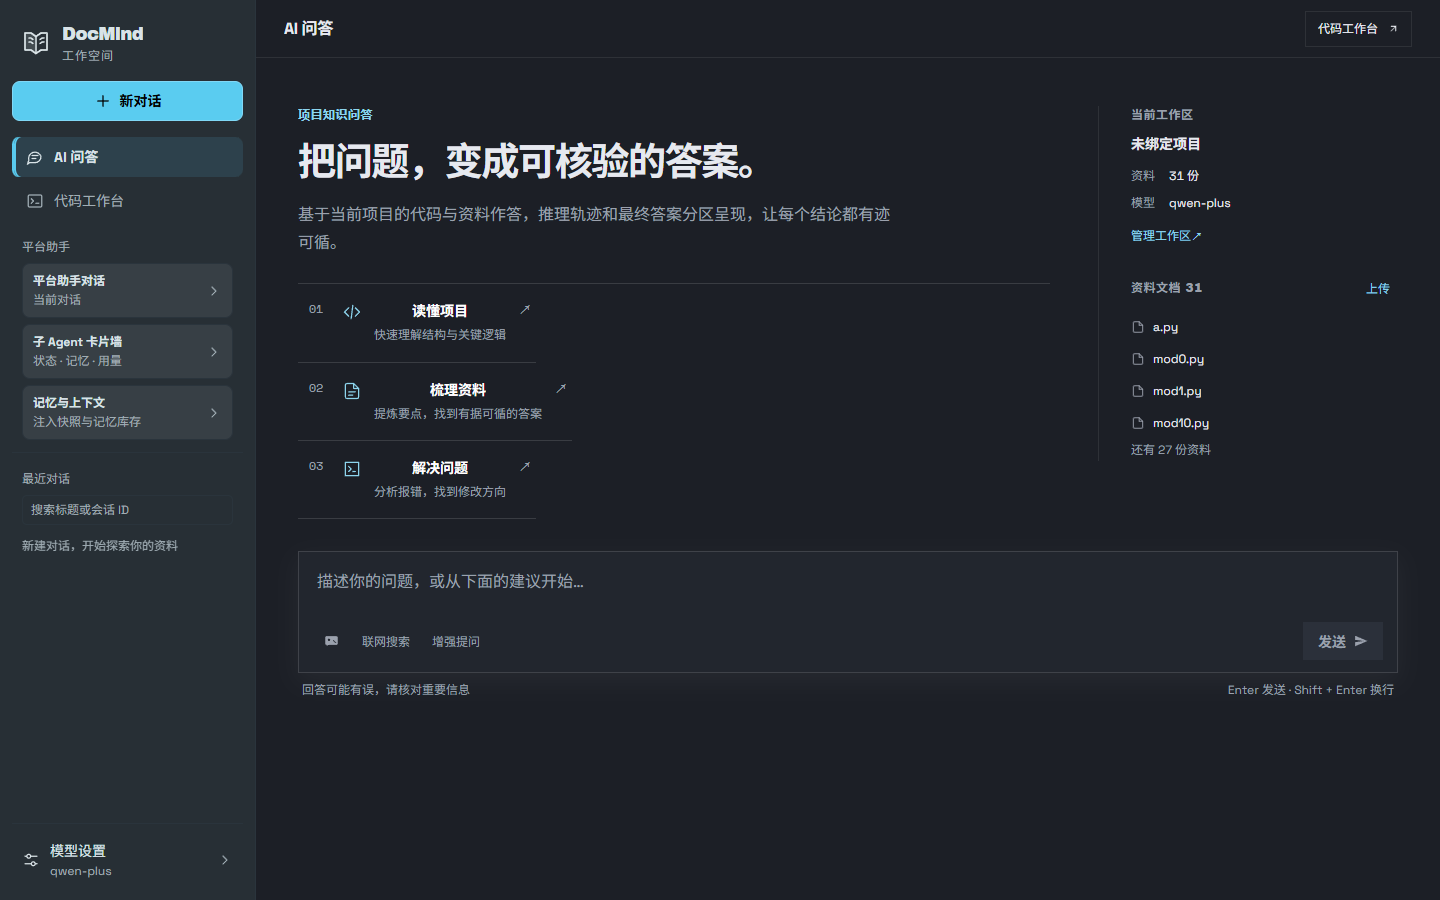 DocMind
工作空间
新对话
AI 问答
代码工作台
平台助手
平台助手对话
当前对话
子 Agent 卡片墙
状态 · 记忆 · 用量
记忆与上下文
注入快照与记忆库存
最近对话
搜索标题或会话 ID
新建对话，开始探索你的资料
模型设置
qwen-plus
AI 问答
代码工作台
项目知识问答
把问题，变成可核验的答案。
基于当前项目的代码与资料作答，推理轨迹和最终答案分区呈现，让每个结论都有迹
可循。
01 读懂项目
快速理解结构与关键逻辑
02 梳理资料
提炼要点，找到有据可循的答案
03 解决问题
分析报错，找到修改方向
当前工作区
未绑定项目
资料 31 份
模型 qwen-plus
管理工作区↗
资料文档 31 上传
a.py
mod0.py
mod1.py
mod10.py
还有 27 份资料
描述你的问题，或从下面的建议开始...
联网搜索 增强提问
发送
回答可能有误，请核对重要信息
Enter 发送 · Shift + Enter 换行